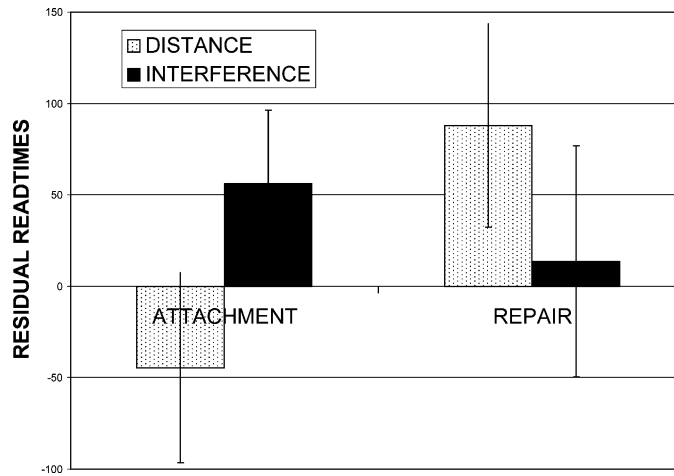 150
100
50
0
-50
-100
RESIDUAL READTIMES
DISTANCE
INTERFERENCE
ATTACHMENT
REPAIR